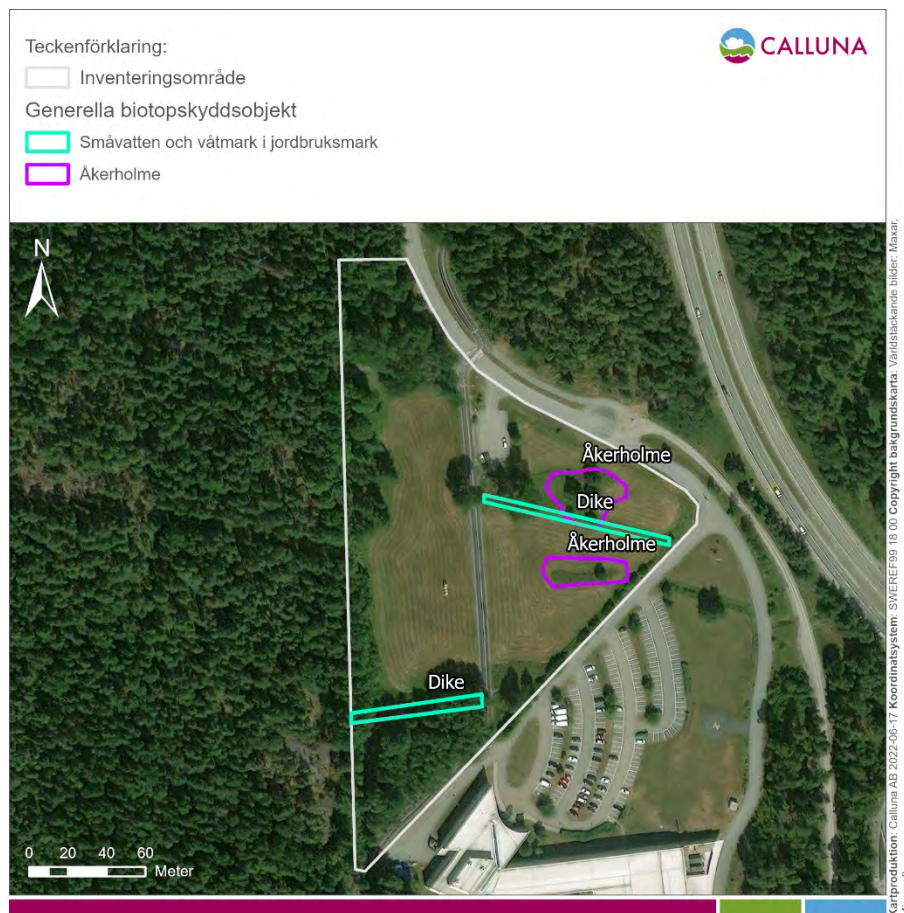 Teckenförklaring:
CALLUNA
Inventeringsområde
Generella biotopskyddsobjekt
Småvatten och våtmark i jordbruksmark
Åkerholme
N
Åkerholme
Dike
Åkerholme
Dike
0 20 40 60
Meter
Kartproduktion: Calluna AB 2022-06-17 Koordinatsystem: SWEREF99 18 00 Copyright bakgrundskarta: Världstäckande bilder: Maxar,